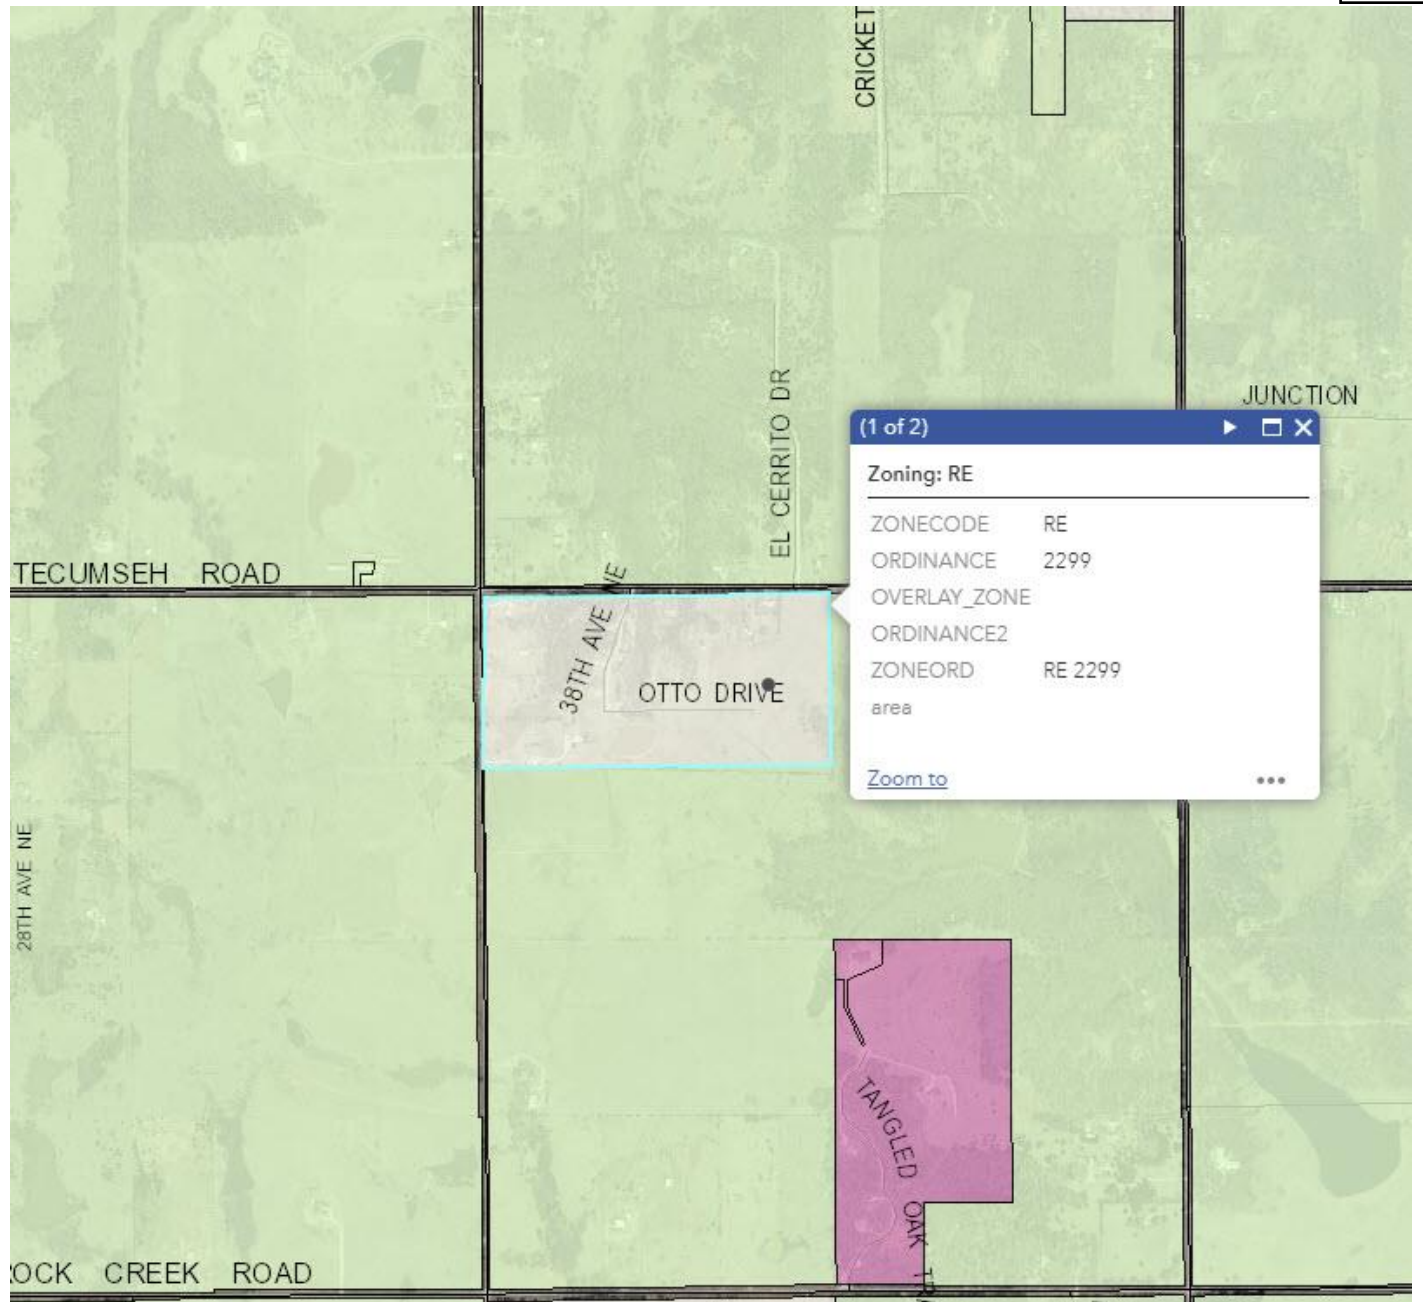 CRICKET
JUNCTION
EL CERRITO DR
(1 of 2)
Zoning: RE
ZONECODE RE
ORDINANCE 2299
OVERLAY_ZONE
ORDINANCE2
ZONEORD RE 2299
area
Zoom to
TECUMSEH ROAD
38TH AVE NE
OTTO DRIVE
28TH AVE NE
TANGLED OAK
CREEK ROAD